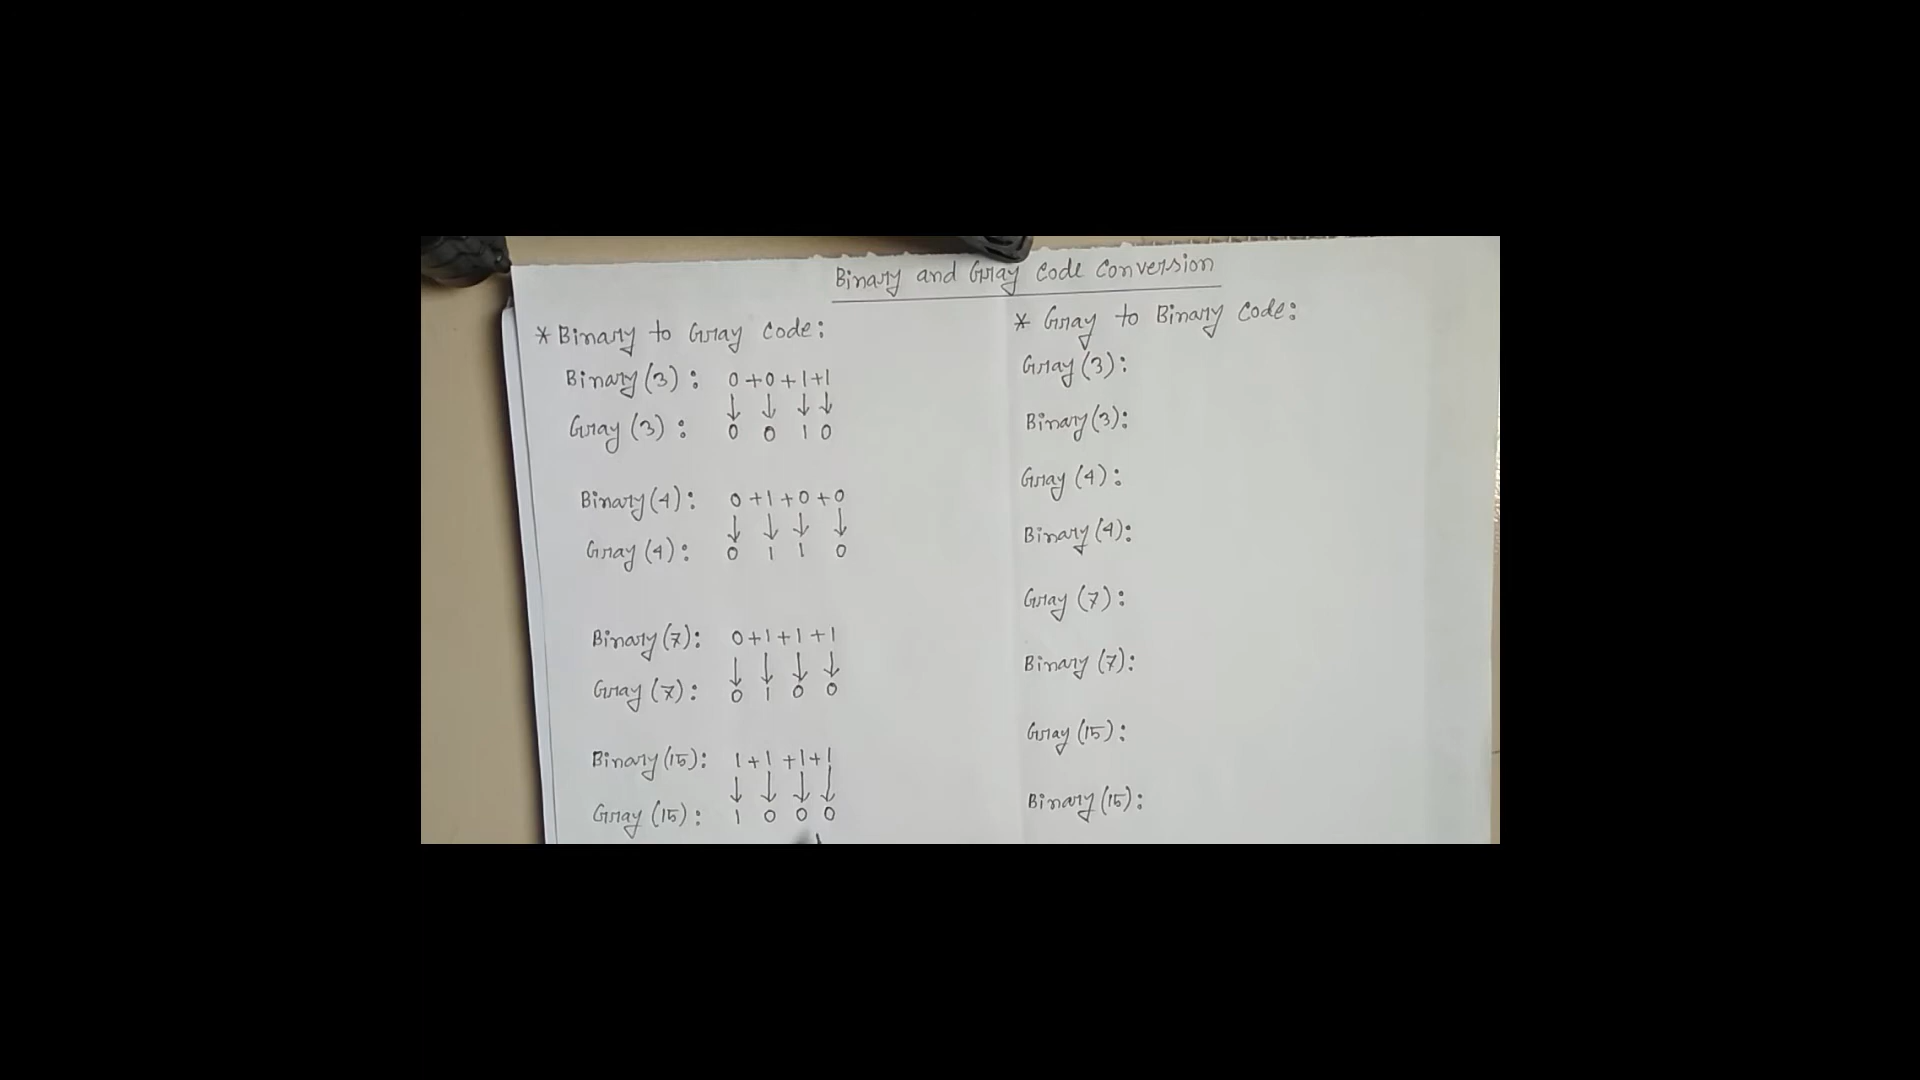 Binary and Gray Code Conversion
* Binary to Gray Code:
Binary (3) : 0 + 0 + 1 + 1
↓ ↓ ↓ ↓
Gray (3) : 0 0 1 0
Binary (4) : 0 + 1 + 0 + 0
↓ ↓ ↓ ↓
Gray (4) : 0 1 1 0
Binary (7) : 0 + 1 + 1 + 1
↓ ↓ ↓ ↓
Gray (7) : 0 1 0 0
Binary (15) : 1 + 1 + 1 + 1
↓ ↓ ↓ ↓
Gray (15) : 1 0 0 0
* Gray to Binary Code:
Gray (3) :
Binary (3) :
Gray (4) :
Binary (4) :
Gray (7) :
Binary (7) :
Gray (15) :
Binary (15) :